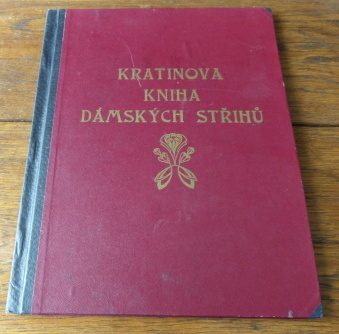 KRATINOVA
KNIHA
DÁMSKÝCH STŘIHŮ